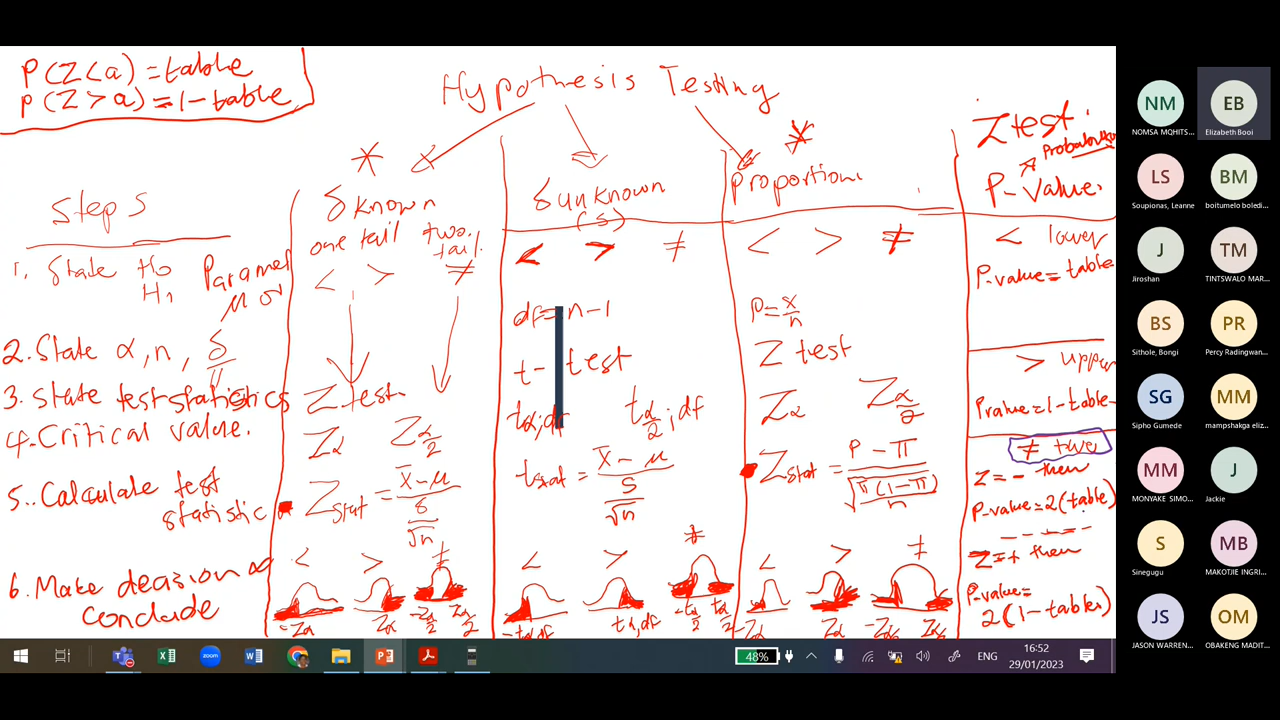 P(Z<a) = table
P(Z>a) = 1 - table
Hypothesis Testing
Steps
1. State H0
H1
Paramet
μ or
2. State α, n, δ
3. State test statistics
4. Critical value.
5. Calculate test
statistic
6. Make decision
conclude
* δ known
one tail two tail
< > ≠
Z test
Zα Zα/2
Zstat = (x̄ - μ) / (δ/√n)
< > ≠
-Zα Zα -Zα/2 Zα/2
δ unknown
(s)
< > ≠
df = n - 1
t - test
tα;df tα/2;df
tstat = (x̄ - μ) / (s/√n)
< > ≠
-tα;df tα,df -tα/2 tα/2
* proportion
< > ≠
P = x/n
Z test
Zα Zα/2
Zstat = (P - π) / √(π(1-π)/n)
< > ≠
-Zα Zα -Zα/2 Zα/2
Z test.
Probability
P-value.
< lower
P-value = table
> upper
Pvalue = 1 - table
≠ two
Z = - then
P-value = 2(table)
Z = + then
P-value =
2(1 - tables)
NM EB
NOMSA MQHITS... Elizabeth Booi
LS BM
Soupionas, Leanne boitumelo boledi...
J TM
Jiroshan TINTSWALO MAR...
BS PR
Sithole, Bongi Percy Radingwan...
SG MM
Sipho Gumede mampshakga eliz...
MM J
MONYAKE SIMO... Jackie
S MB
Sinegugu MAKOTJIE INGRI...
JS OM
JASON WARREN... OBAKENG MADIT...
48% ENG 16:52
29/01/2023